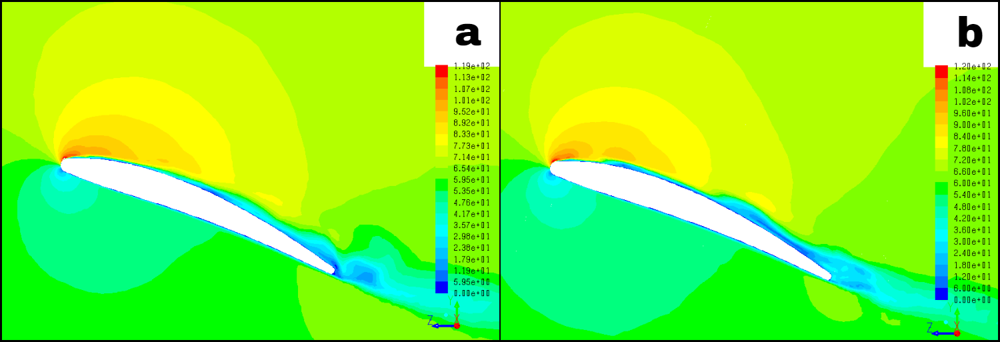 a
1.19e+02
1.13e+02
1.07e+02
1.01e+02
9.52e+01
8.92e+01
8.33e+01
7.73e+01
7.14e+01
6.54e+01
5.95e+01
5.35e+01
4.76e+01
4.17e+01
3.57e+01
2.98e+01
2.38e+01
1.79e+01
1.19e+01
5.95e+00
0.00e+00
Y
Z
X
b
1.20e+02
1.14e+02
1.08e+02
1.02e+02
9.60e+01
9.00e+01
8.40e+01
7.80e+01
7.20e+01
6.60e+01
6.00e+01
5.40e+01
4.80e+01
4.20e+01
3.60e+01
3.00e+01
2.40e+01
1.80e+01
1.20e+01
6.00e+00
0.00e+00
Y
Z
X